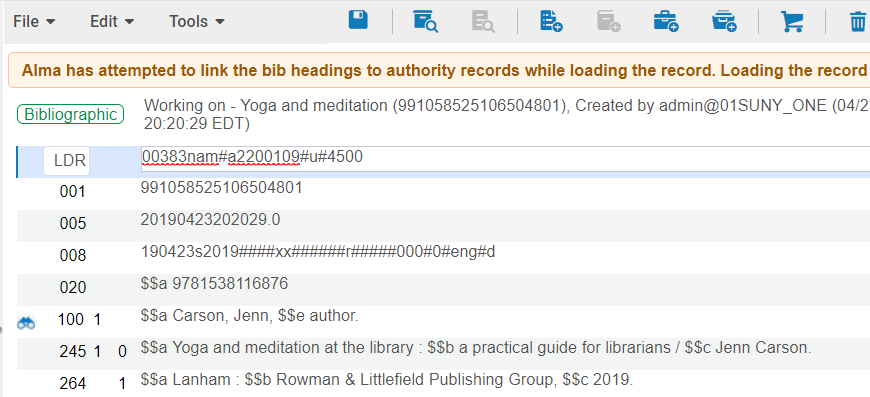 File Edit Tools
Alma has attempted to link the bib headings to authority records while loading the record. Loading the record
Bibliographic
Working on - Yoga and meditation (991058525106504801), Created by admin@01SUNY_ONE (04/2
20:20:29 EDT)
LDR 00383nam#a2200109#u#4500
001 991058525106504801
005 20190423202029.0
008 190423s2019####xx######r#####000#0#eng#d
020 $$a 9781538116876
100 1 $$a Carson, Jenn, $$e author.
245 1 0 $$a Yoga and meditation at the library : $$b a practical guide for librarians / $$c Jenn Carson.
264 1 $$a Lanham : $$b Rowman & Littlefield Publishing Group, $$c 2019.